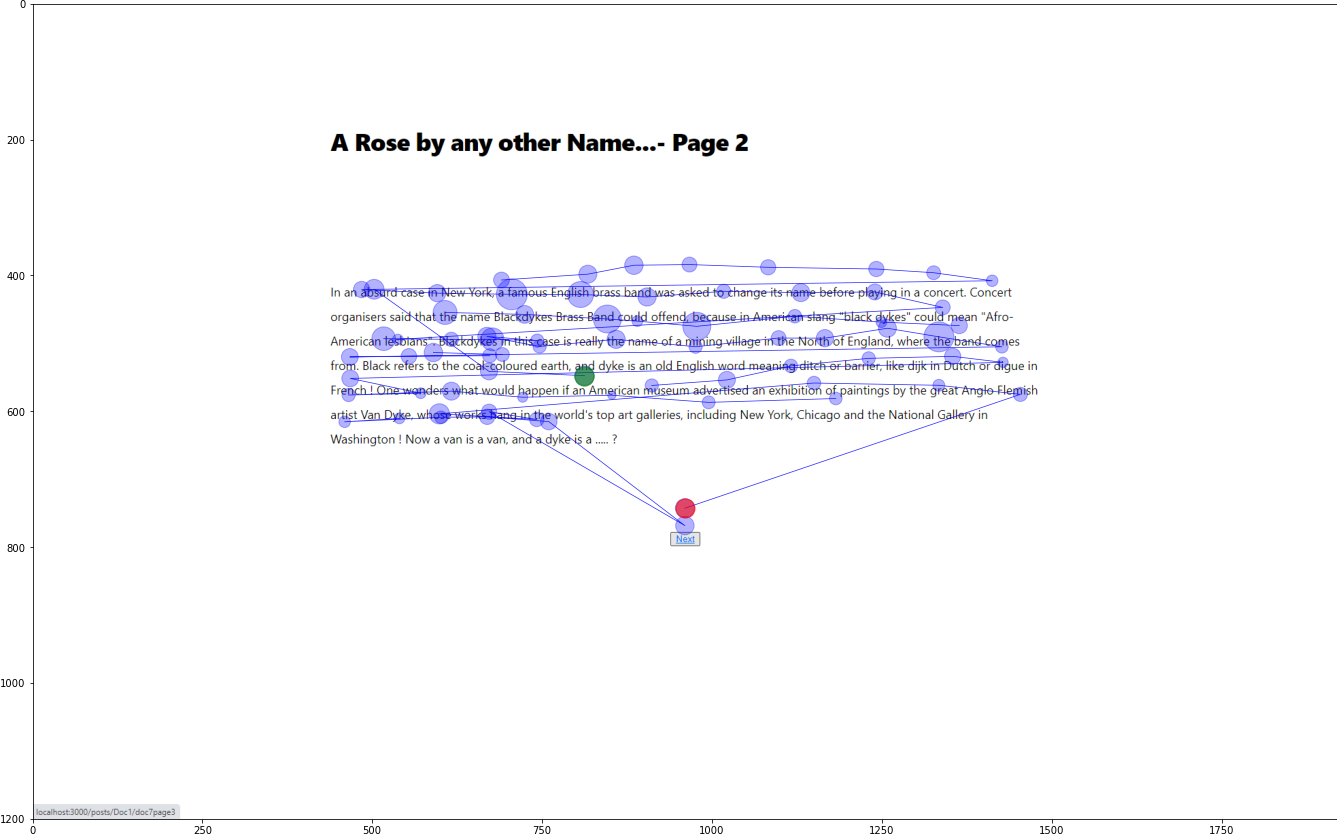 0
200
A Rose by any other Name...- Page 2
400
In an absurd case in New York, a famous English brass band was asked to change its name before playing in a concert. Concert
organisers said that the name Blackdykes Brass Band could offend, because in American slang "black dykes" could mean "Afro-
American lesbians". Blackdykes in this case is really the name of a mining village in the North of England, where the band comes
from. Black refers to the coal-coloured earth, and dyke is an old English word meaning ditch or barrier, like dijk in Dutch or digue in
French ! One wonders what would happen if an American museum advertised an exhibition of paintings by the great Anglo-Flemish
600
artist Van Dyke, whose works hang in the world's top art galleries, including New York, Chicago and the National Gallery in
Washington ! Now a van is a van, and a dyke is a ..... ?
Next
800
1000
localhost:3000/posts/Doc1/doc7page3
1200
0 250 500 750 1000 1250 1500 1750